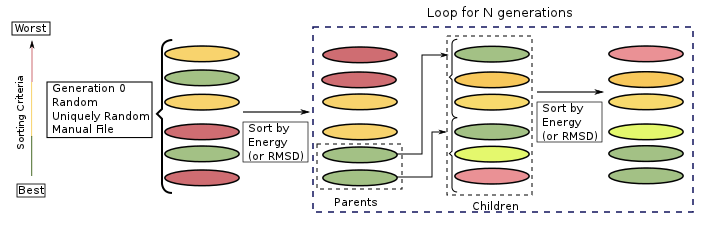 Loop for N generations
Worst
Sorting Criteria
Best
Generation 0
Random
Uniquely Random
Manual File
Sort by
Energy
(or RMSD)
Parents
Children
Sort by
Energy
(or RMSD)